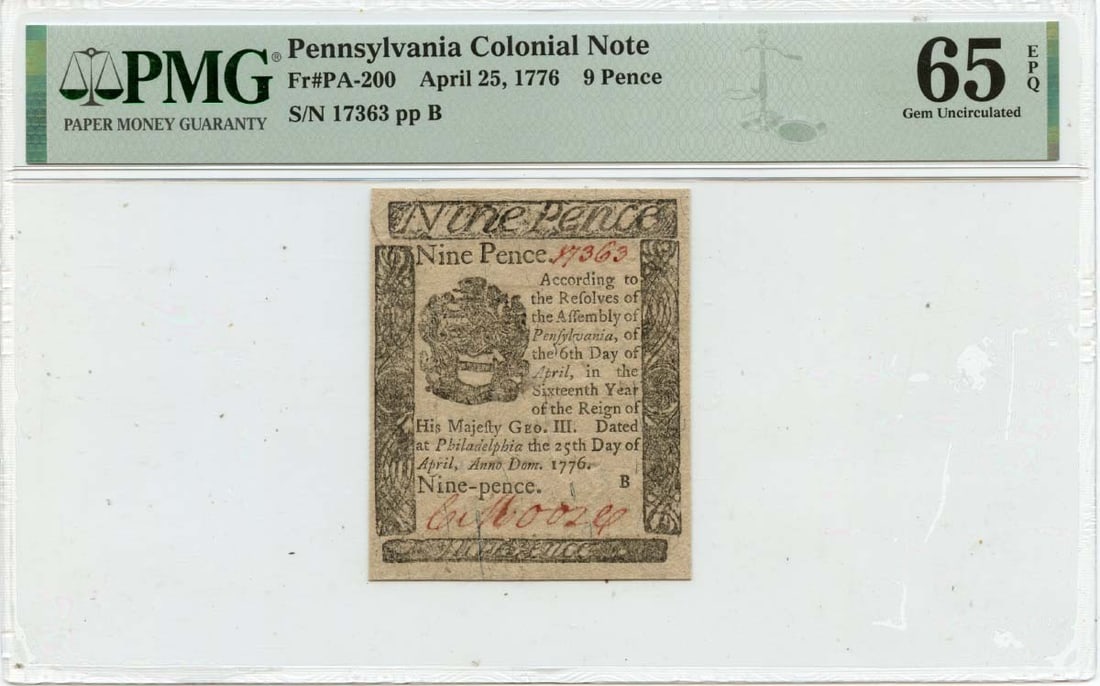 PMG®
PAPER MONEY GUARANTY
Pennsylvania Colonial Note
Fr#PA-200 April 25, 1776 9 Pence
S/N 17363 pp B
65 EPQ
Gem Uncirculated
Nine Pence
Nine Pence 17363
According to
the Reſolves of
the Aſſembly of
Penſylvania, of
the 6th Day of
April, in the
Sixteenth Year
of the Reign of
His Majeſty GEO. III. Dated
at Philadelphia the 25th Day of
April, Anno Dom. 1776.
Nine-pence. B